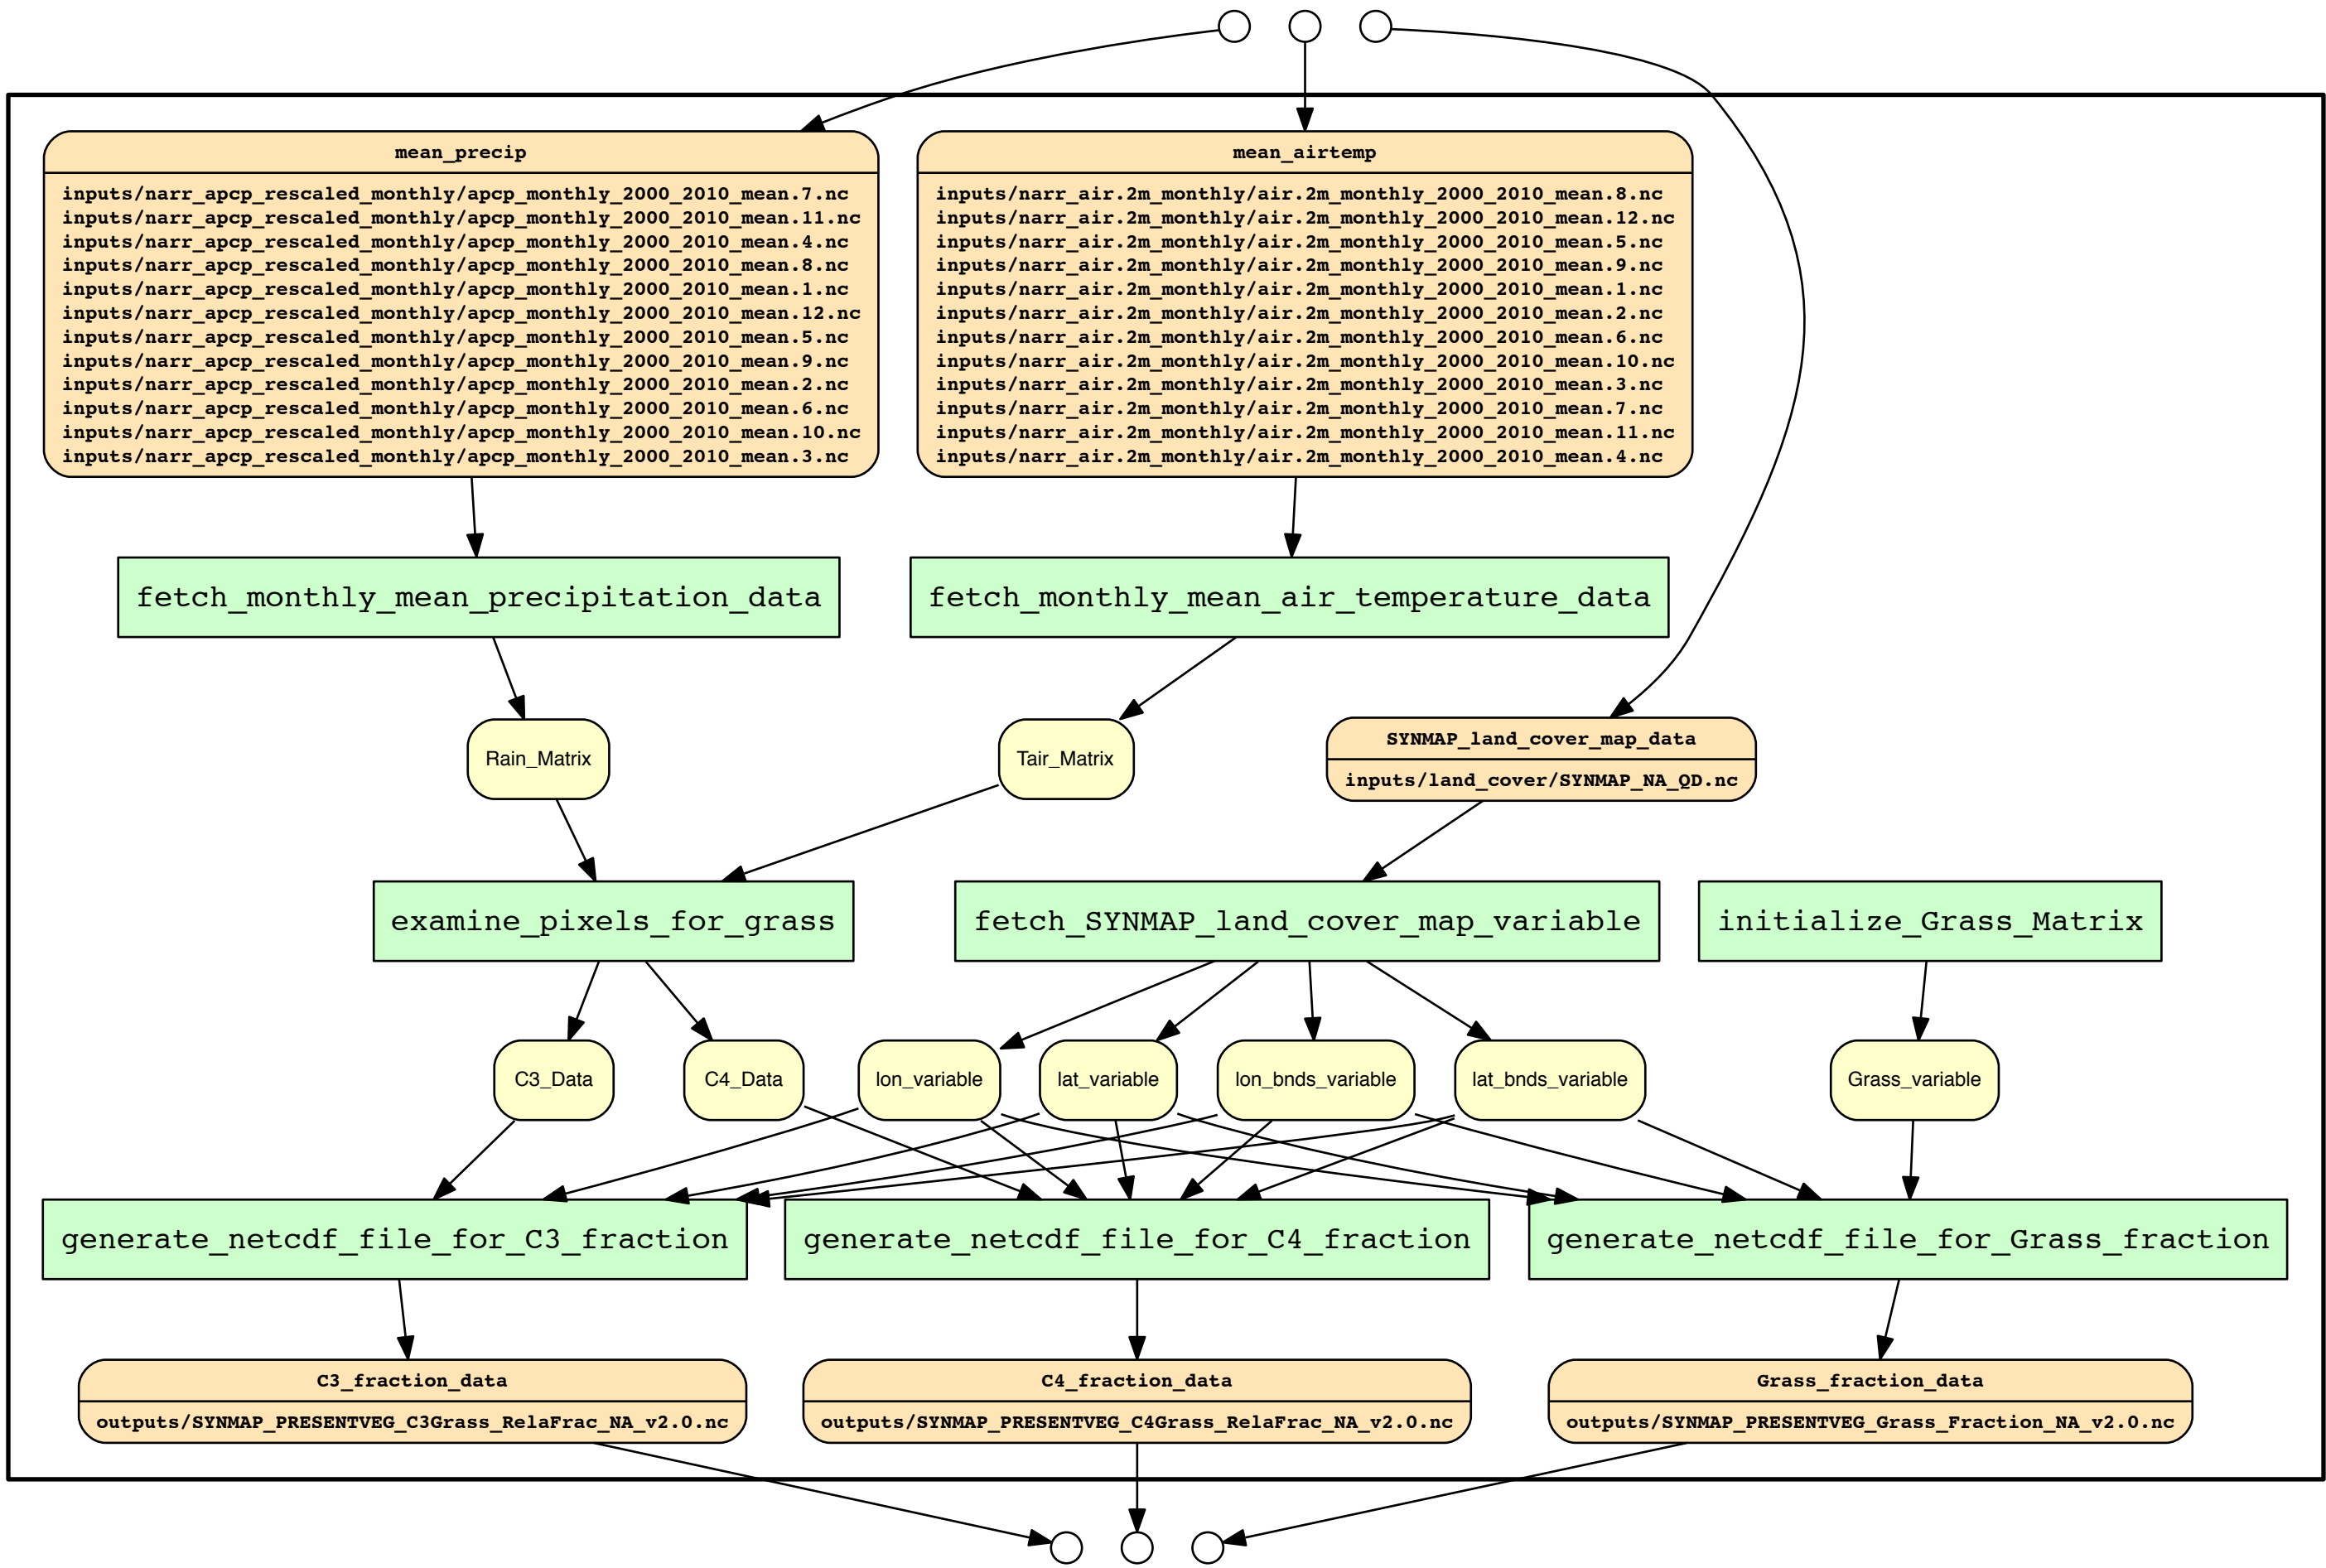 mean_precip
inputs/narr_apcp_rescaled_monthly/apcp_monthly_2000_2010_mean.7.nc
inputs/narr_apcp_rescaled_monthly/apcp_monthly_2000_2010_mean.11.nc
inputs/narr_apcp_rescaled_monthly/apcp_monthly_2000_2010_mean.4.nc
inputs/narr_apcp_rescaled_monthly/apcp_monthly_2000_2010_mean.8.nc
inputs/narr_apcp_rescaled_monthly/apcp_monthly_2000_2010_mean.1.nc
inputs/narr_apcp_rescaled_monthly/apcp_monthly_2000_2010_mean.12.nc
inputs/narr_apcp_rescaled_monthly/apcp_monthly_2000_2010_mean.5.nc
inputs/narr_apcp_rescaled_monthly/apcp_monthly_2000_2010_mean.9.nc
inputs/narr_apcp_rescaled_monthly/apcp_monthly_2000_2010_mean.2.nc
inputs/narr_apcp_rescaled_monthly/apcp_monthly_2000_2010_mean.6.nc
inputs/narr_apcp_rescaled_monthly/apcp_monthly_2000_2010_mean.10.nc
inputs/narr_apcp_rescaled_monthly/apcp_monthly_2000_2010_mean.3.nc
mean_airtemp
inputs/narr_air.2m_monthly/air.2m_monthly_2000_2010_mean.8.nc
inputs/narr_air.2m_monthly/air.2m_monthly_2000_2010_mean.12.nc
inputs/narr_air.2m_monthly/air.2m_monthly_2000_2010_mean.5.nc
inputs/narr_air.2m_monthly/air.2m_monthly_2000_2010_mean.9.nc
inputs/narr_air.2m_monthly/air.2m_monthly_2000_2010_mean.1.nc
inputs/narr_air.2m_monthly/air.2m_monthly_2000_2010_mean.2.nc
inputs/narr_air.2m_monthly/air.2m_monthly_2000_2010_mean.6.nc
inputs/narr_air.2m_monthly/air.2m_monthly_2000_2010_mean.10.nc
inputs/narr_air.2m_monthly/air.2m_monthly_2000_2010_mean.3.nc
inputs/narr_air.2m_monthly/air.2m_monthly_2000_2010_mean.7.nc
inputs/narr_air.2m_monthly/air.2m_monthly_2000_2010_mean.11.nc
inputs/narr_air.2m_monthly/air.2m_monthly_2000_2010_mean.4.nc
fetch_monthly_mean_precipitation_data
fetch_monthly_mean_air_temperature_data
Rain_Matrix
Tair_Matrix
SYNMAP_land_cover_map_data
inputs/land_cover/SYNMAP_NA_QD.nc
examine_pixels_for_grass
fetch_SYNMAP_land_cover_map_variable
initialize_Grass_Matrix
C3_Data
C4_Data
lon_variable
lat_variable
lon_bnds_variable
lat_bnds_variable
Grass_variable
generate_netcdf_file_for_C3_fraction
generate_netcdf_file_for_C4_fraction
generate_netcdf_file_for_Grass_fraction
C3_fraction_data
outputs/SYNMAP_PRESENTVEG_C3Grass_RelaFrac_NA_v2.0.nc
C4_fraction_data
outputs/SYNMAP_PRESENTVEG_C4Grass_RelaFrac_NA_v2.0.nc
Grass_fraction_data
outputs/SYNMAP_PRESENTVEG_Grass_Fraction_NA_v2.0.nc